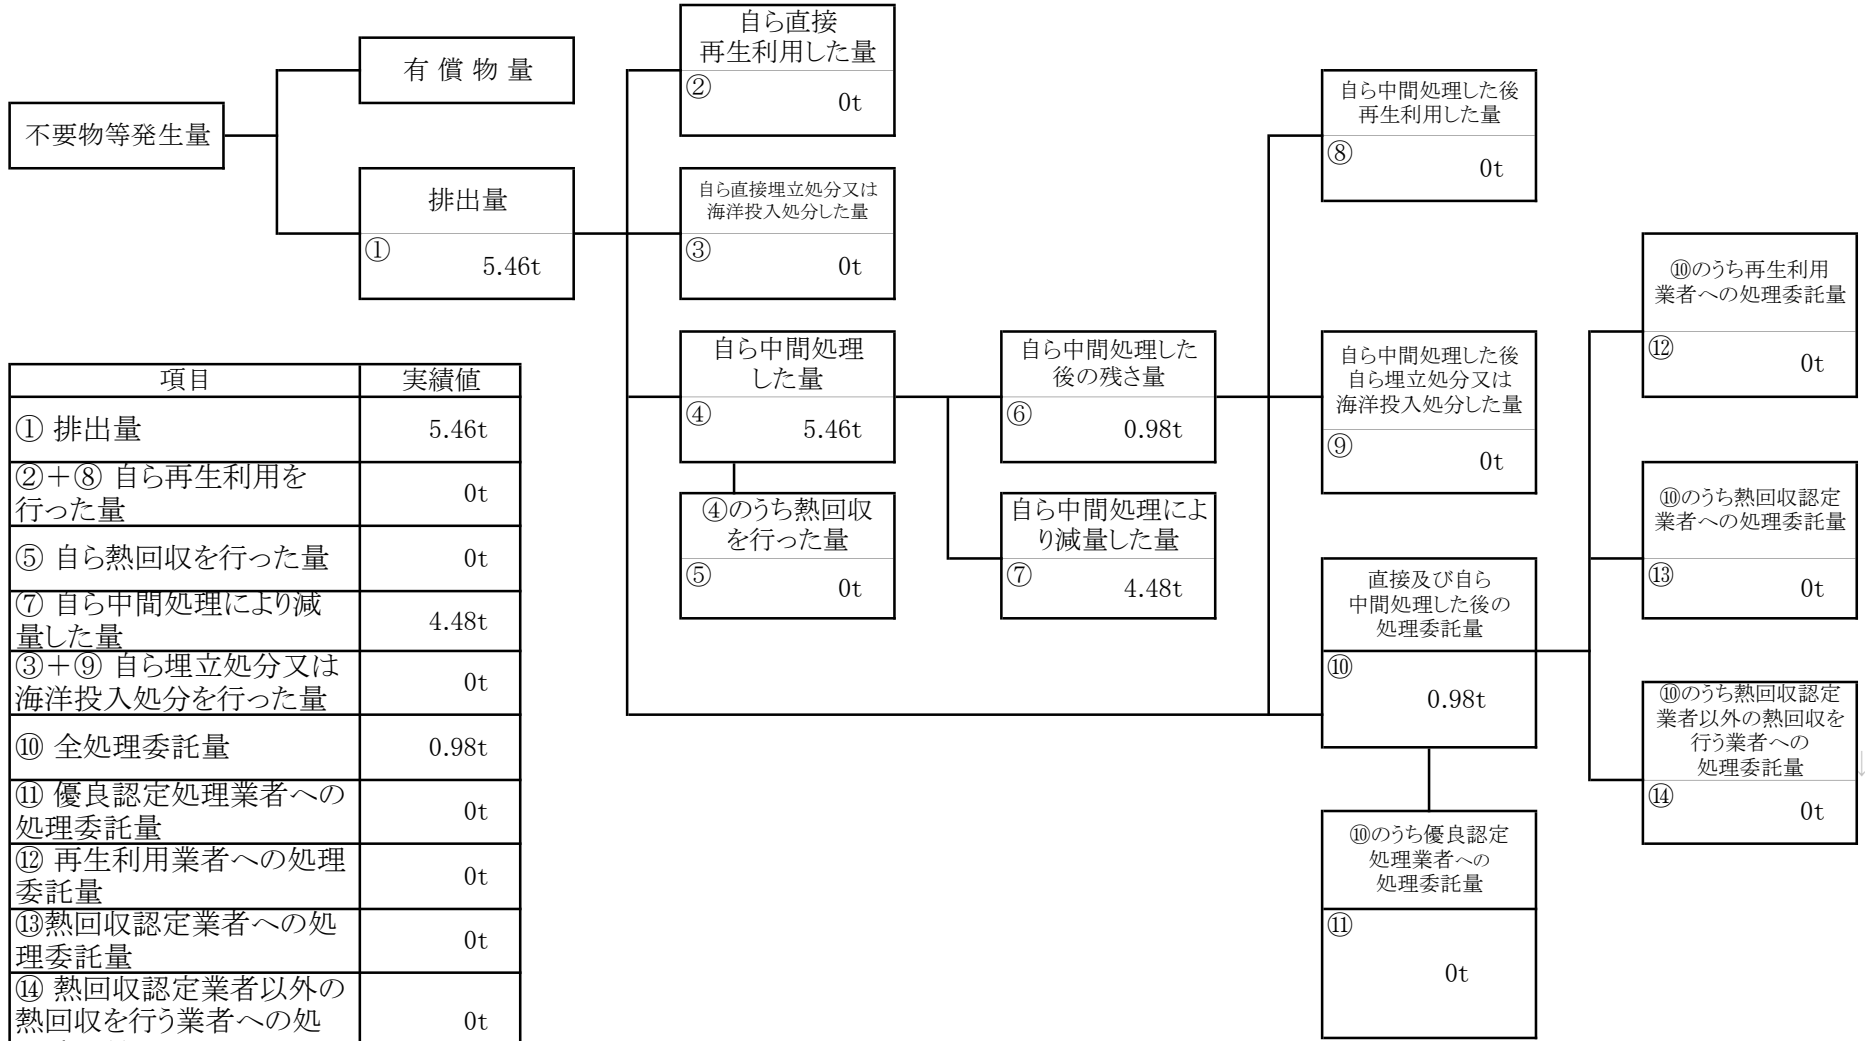 不要物等発生量
有 償 物 量
排出量
①
5.46t
自ら直接
再生利用した量
②
0t
自ら直接埋立処分又は
海洋投入処分した量
③
0t
自ら中間処理
した量
④
5.46t
④のうち熱回収
を行った量
⑤
0t
自ら中間処理した
後の残さ量
⑥
0.98t
自ら中間処理によ
り減量した量
⑦
4.48t
自ら中間処理した後
再生利用した量
⑧
0t
自ら中間処理した後
自ら埋立処分又は
海洋投入処分した量
⑨
0t
直接及び自ら
中間処理した後の
処理委託量
⑩
0.98t
⑩のうち優良認定
処理業者への
処理委託量
⑪
0t
⑩のうち再生利用
業者への処理委託量
⑫
0t
⑩のうち熱回収認定
業者への処理委託量
⑬
0t
⑩のうち熱回収認定
業者以外の熱回収を
行う業者への
処理委託量
⑭
0t
↓
項目 実績値
① 排出量 5.46t
②＋⑧ 自ら再生利用を
行った量 0t
⑤ 自ら熱回収を行った量 0t
⑦ 自ら中間処理により減
量した量 4.48t
③＋⑨ 自ら埋立処分又は
海洋投入処分を行った量 0t
⑩ 全処理委託量 0.98t
⑪ 優良認定処理業者への
処理委託量 0t
⑫ 再生利用業者への処理
委託量 0t
⑬熱回収認定業者への処
理委託量 0t
⑭ 熱回収認定業者以外の
熱回収を行う業者への処 0t